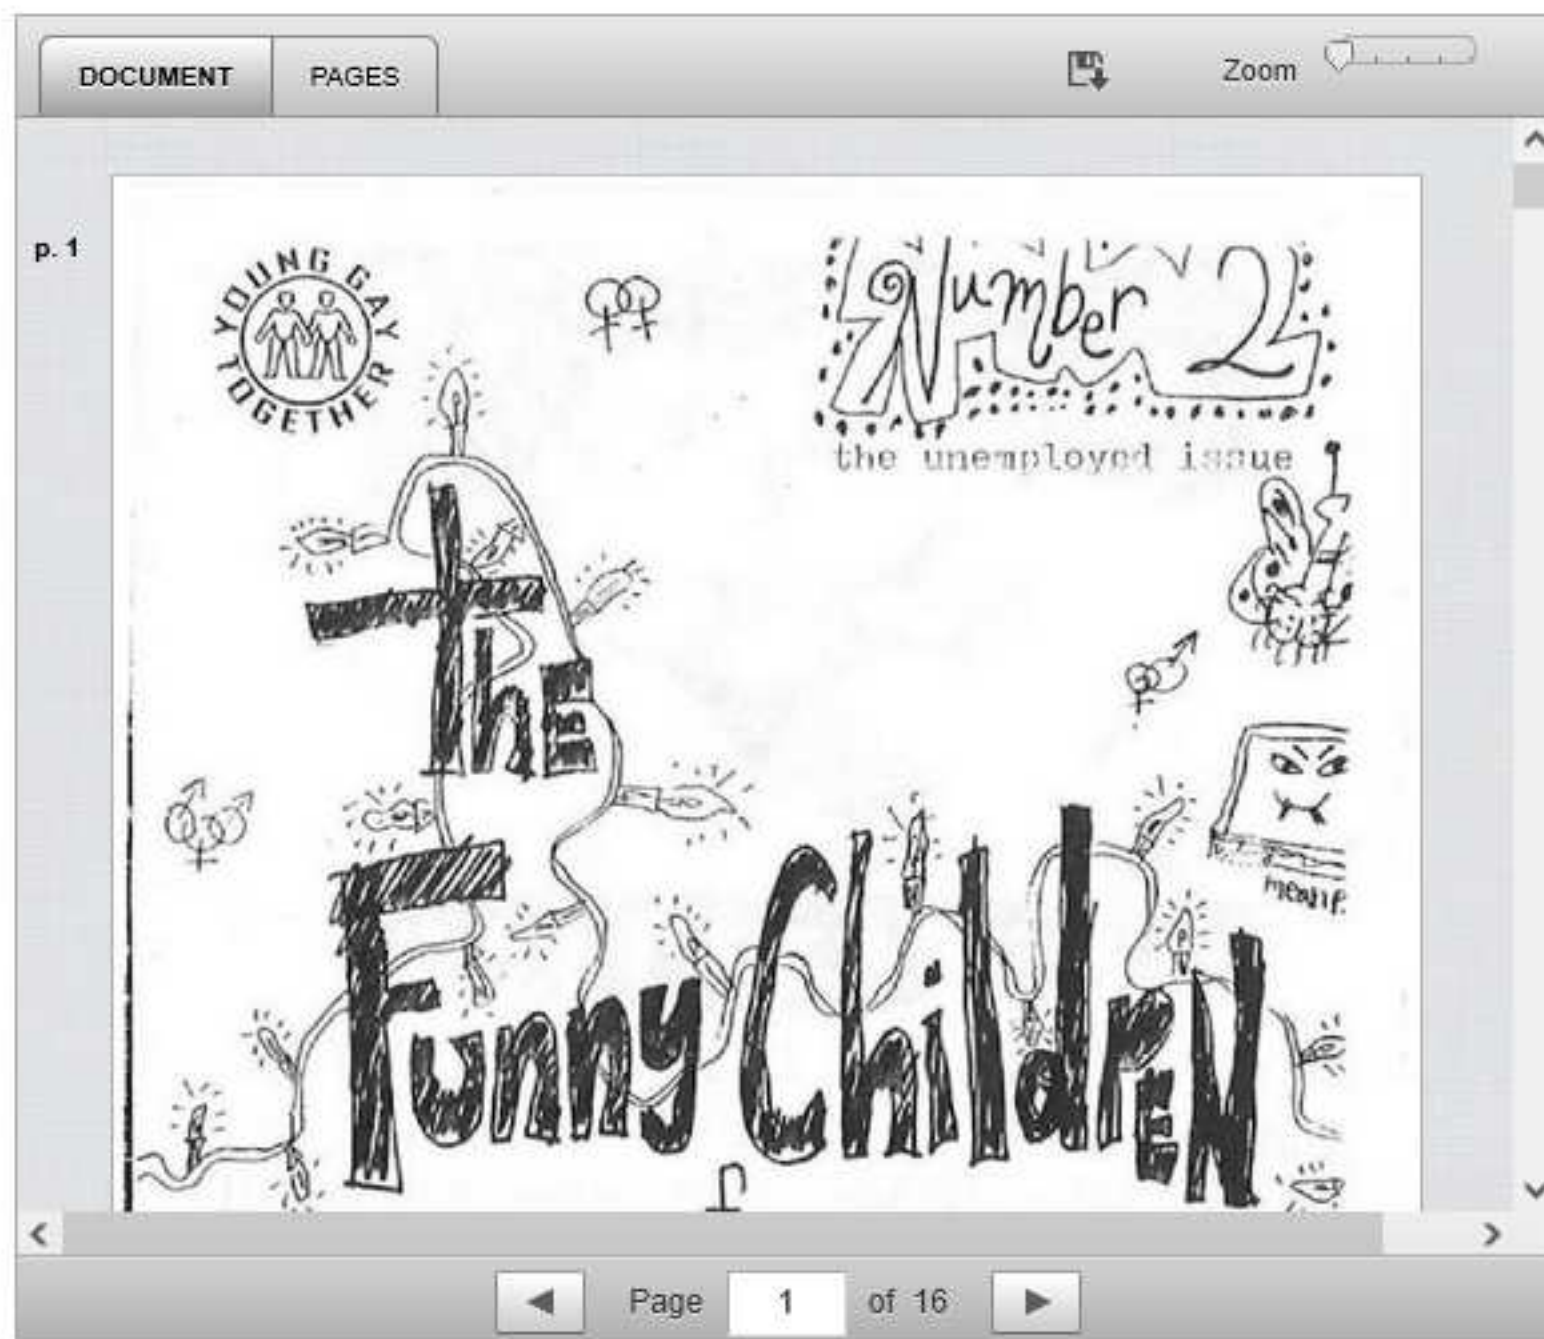 DOCUMENT
PAGES
Zoom
p. 1
YOUNG GAY TOGETHER
Number 2
the unemployed issue
The
Funny ChildrEN
meanie.
Page 1 of 16